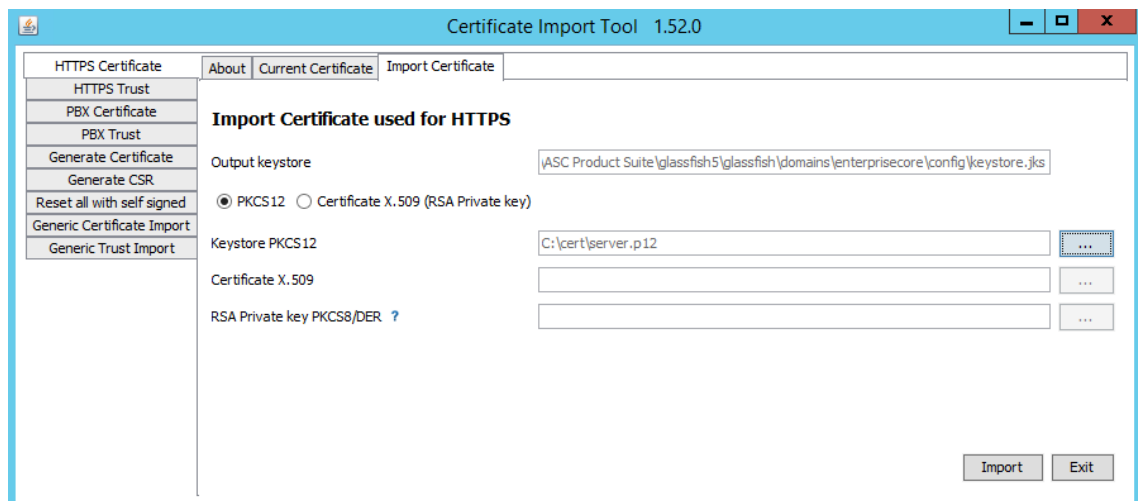 Certificate Import Tool 1.52.0
HTTPS Certificate
HTTPS Trust
PBX Certificate
PBX Trust
Generate Certificate
Generate CSR
Reset all with self signed
Generic Certificate Import
Generic Trust Import
About Current Certificate Import Certificate
Import Certificate used for HTTPS
Output keystore \ASC Product Suite\glassfish5\glassfish\domains\enterprisecore\config\keystore.jks
PKCS12 Certificate X.509 (RSA Private key)
Keystore PKCS12 C:\cert\server.p12 ...
Certificate X.509 ...
RSA Private key PKCS8/DER ? ...
Import Exit